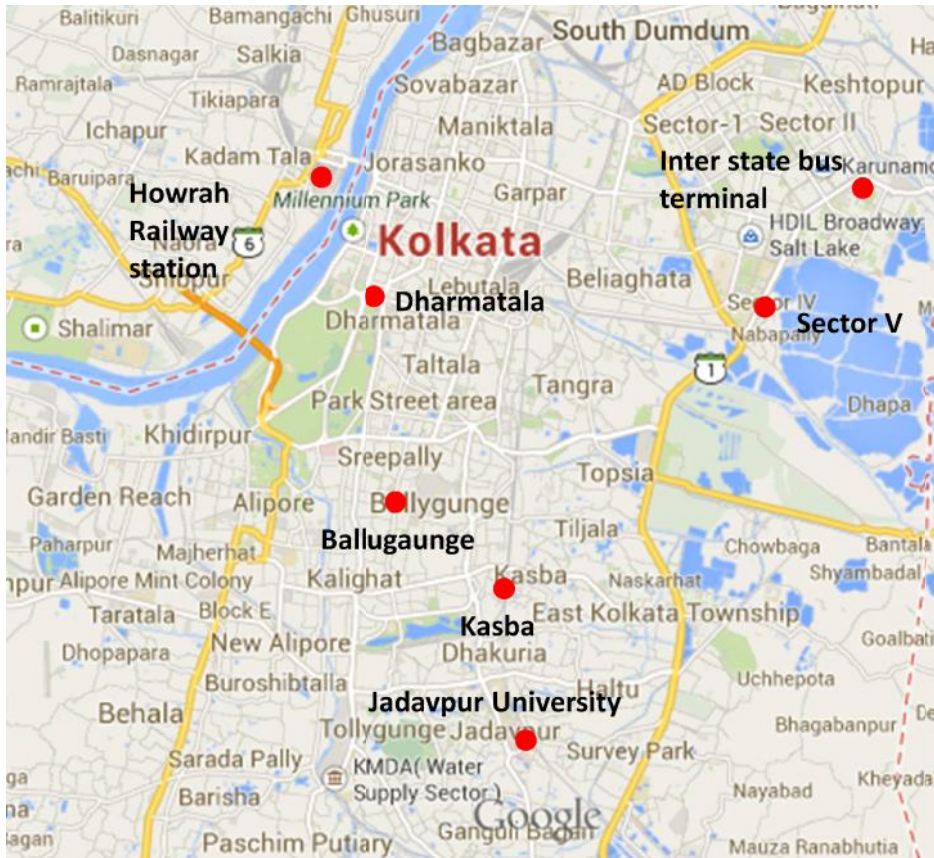 Balitikuri
Bamangachi
Ghusuri
South Dumdum
Dasnagar
Salkia
Bagbazar
Ramrajtala
Sovabazar
AD Block
Keshtopur
Tikiapara
Ichapur
Maniktala
Sector-1
Sector II
Kadam Tala
Jorasanko
Inter state bus
terminal
Baruipara
Garpar
Howrah
Railway
station
Millennium Park
Naora
6
Kolkata
HDIL Broadway
Salt Lake
Shibpur
Lebutala
Beliaghata
Dharmatala
Dharmatala
Sector IV
Sector V
Shalimar
Nabapally
Taltala
1
Tangra
Park Street area
Dhapa
Mandir Basti
Khidirpur
Sreepally
Topsia
Garden Reach
Alipore
Ballygunge
Tiljala
Ballugaunge
Paharpur
Majherhat
Chowbaga
Bantala
Alipore Mint Colony
Kalighat
Kasba
Naskarhat
Shyambadal
Taratala
Block E
East Kolkata Township
Kasba
New Alipore
Dhakuria
Dhopapara
Buroshibtalla
Haltu
Uchhepota
Jadavpur University
Behala
Tollygunge
Jadavpur
Survey Park
Bhagabanpur
Sarada Pally
KMDA( Water
Supply Sector )
Nayabad
Barisha
Google
Paschim Putiary
Ganguli Bagan
Mauza Ranabhutia